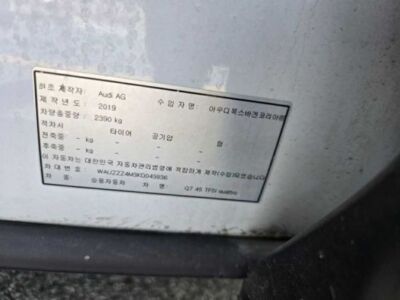 최초 제작자: Audi AG 수 입 자 명: 아우디폭스바겐코리아㈜
제 작 년 도: 2019
차량총중량: 2390 kg
적차시 타이어 공기압 림
전축중: - kg - - -
후축중: - kg - - -
이 자동차는 대한민국 자동차관리법령에 적합하게 제작(수입)되었습니다
차 대 번 호:
차 종: 승용자동차 차 명: Q7 45 TFSI quattro